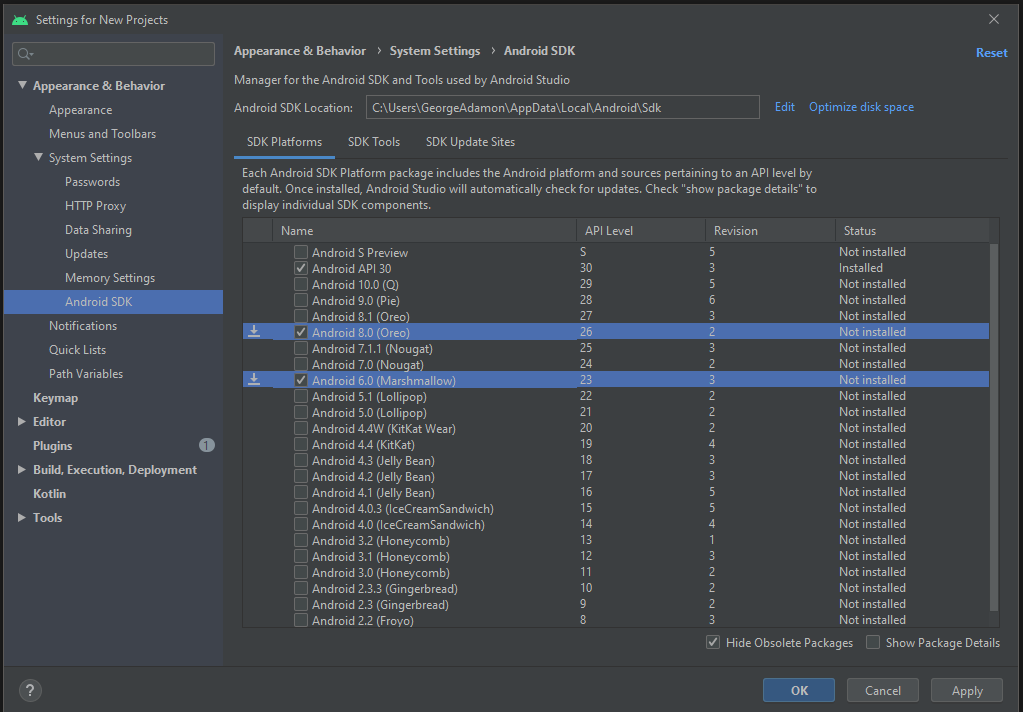 Settings for New Projects
Appearance & Behavior › System Settings › Android SDK
Reset
Manager for the Android SDK and Tools used by Android Studio
Android SDK Location: C:\Users\GeorgeAdamon\AppData\Local\Android\Sdk Edit Optimize disk space
Appearance & Behavior
Appearance
Menus and Toolbars
System Settings
Passwords
HTTP Proxy
Data Sharing
Updates
Memory Settings
Android SDK
Notifications
Quick Lists
Path Variables
Keymap
Editor
Plugins 1
Build, Execution, Deployment
Kotlin
Tools
SDK Platforms SDK Tools SDK Update Sites
Each Android SDK Platform package includes the Android platform and sources pertaining to an API level by
default. Once installed, Android Studio will automatically check for updates. Check "show package details" to
display individual SDK components.
Name API Level Revision Status
Android S Preview S 5 Not installed
Android API 30 30 3 Installed
Android 10.0 (Q) 29 5 Not installed
Android 9.0 (Pie) 28 6 Not installed
Android 8.1 (Oreo) 27 3 Not installed
Android 8.0 (Oreo) 26 2 Not installed
Android 7.1.1 (Nougat) 25 3 Not installed
Android 7.0 (Nougat) 24 2 Not installed
Android 6.0 (Marshmallow) 23 3 Not installed
Android 5.1 (Lollipop) 22 2 Not installed
Android 5.0 (Lollipop) 21 2 Not installed
Android 4.4W (KitKat Wear) 20 2 Not installed
Android 4.4 (KitKat) 19 4 Not installed
Android 4.3 (Jelly Bean) 18 3 Not installed
Android 4.2 (Jelly Bean) 17 3 Not installed
Android 4.1 (Jelly Bean) 16 5 Not installed
Android 4.0.3 (IceCreamSandwich) 15 5 Not installed
Android 4.0 (IceCreamSandwich) 14 4 Not installed
Android 3.2 (Honeycomb) 13 1 Not installed
Android 3.1 (Honeycomb) 12 3 Not installed
Android 3.0 (Honeycomb) 11 2 Not installed
Android 2.3.3 (Gingerbread) 10 2 Not installed
Android 2.3 (Gingerbread) 9 2 Not installed
Android 2.2 (Froyo) 8 3 Not installed
Hide Obsolete Packages Show Package Details
? OK Cancel Apply